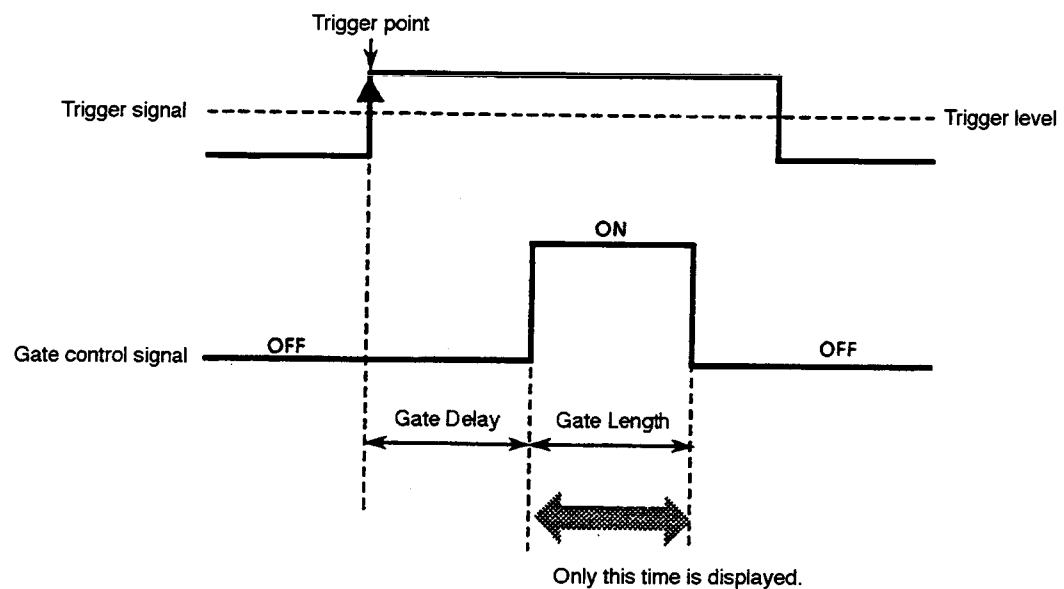 Trigger point
Trigger signal
Trigger level
ON
Gate control signal
OFF
OFF
Gate Delay
Gate Length
Only this time is displayed.